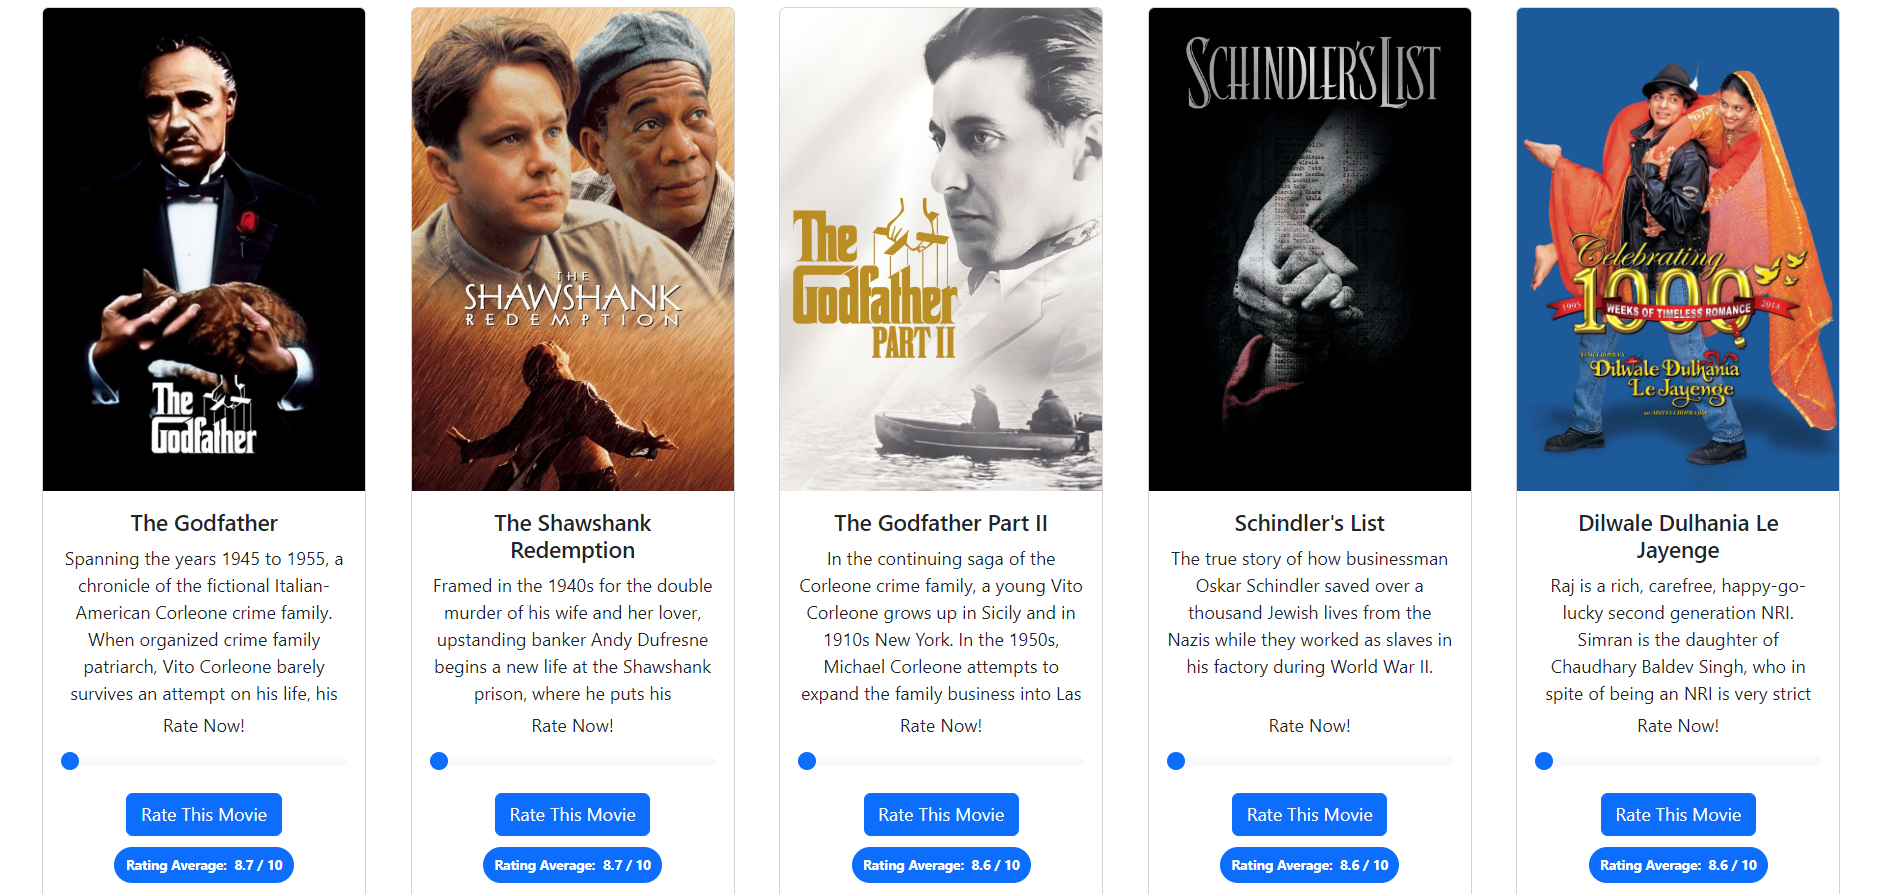 The
Godfather
THE
SHAWSHANK
REDEMPTION
The
Godfather
PART II
SCHINDLER'S LIST
Celebrating
1000
1995
WEEKS OF TIMELESS ROMANCE
2014
Dilwale Dulhania
Le Jayenge
The Godfather
Spanning the years 1945 to 1955, a
chronicle of the fictional Italian-
American Corleone crime family.
When organized crime family
patriarch, Vito Corleone barely
survives an attempt on his life, his
Rate Now!
Rate This Movie
Rating Average: 8.7 / 10
The Shawshank
Redemption
Framed in the 1940s for the double
murder of his wife and her lover,
upstanding banker Andy Dufresne
begins a new life at the Shawshank
prison, where he puts his
Rate Now!
Rate This Movie
Rating Average: 8.7 / 10
The Godfather Part II
In the continuing saga of the
Corleone crime family, a young Vito
Corleone grows up in Sicily and in
1910s New York. In the 1950s,
Michael Corleone attempts to
expand the family business into Las
Rate Now!
Rate This Movie
Rating Average: 8.6 / 10
Schindler's List
The true story of how businessman
Oskar Schindler saved over a
thousand Jewish lives from the
Nazis while they worked as slaves in
his factory during World War II.
Rate Now!
Rate This Movie
Rating Average: 8.6 / 10
Dilwale Dulhania Le
Jayenge
Raj is a rich, carefree, happy-go-
lucky second generation NRI.
Simran is the daughter of
Chaudhary Baldev Singh, who in
spite of being an NRI is very strict
Rate Now!
Rate This Movie
Rating Average: 8.6 / 10